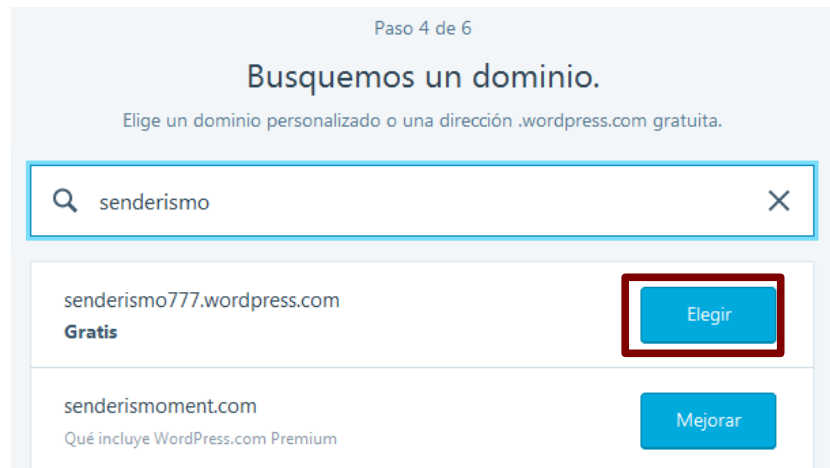 Paso 4 de 6
Busquemos un dominio.
Elige un dominio personalizado o una dirección .wordpress.com gratuita.
senderismo
senderismo777.wordpress.com
Elegir
Gratis
senderismoment.com
Mejorar
Qué incluye WordPress.com Premium